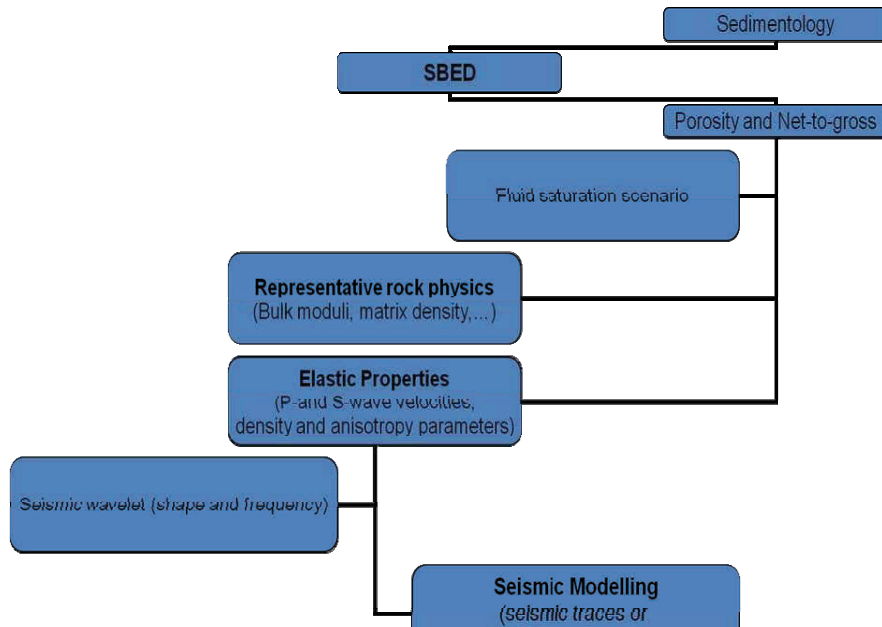 Sedimentology
SBED
Porosity and Net-to-gross
Fluid saturation scenario
Representative rock physics
(Bulk moduli, matrix density,...)
Elastic Properties
(P-and S-wave velocities,
density and anisotropy parameters)
Seismic wavelet (shape and frequency)
Seismic Modelling
(seismic traces or